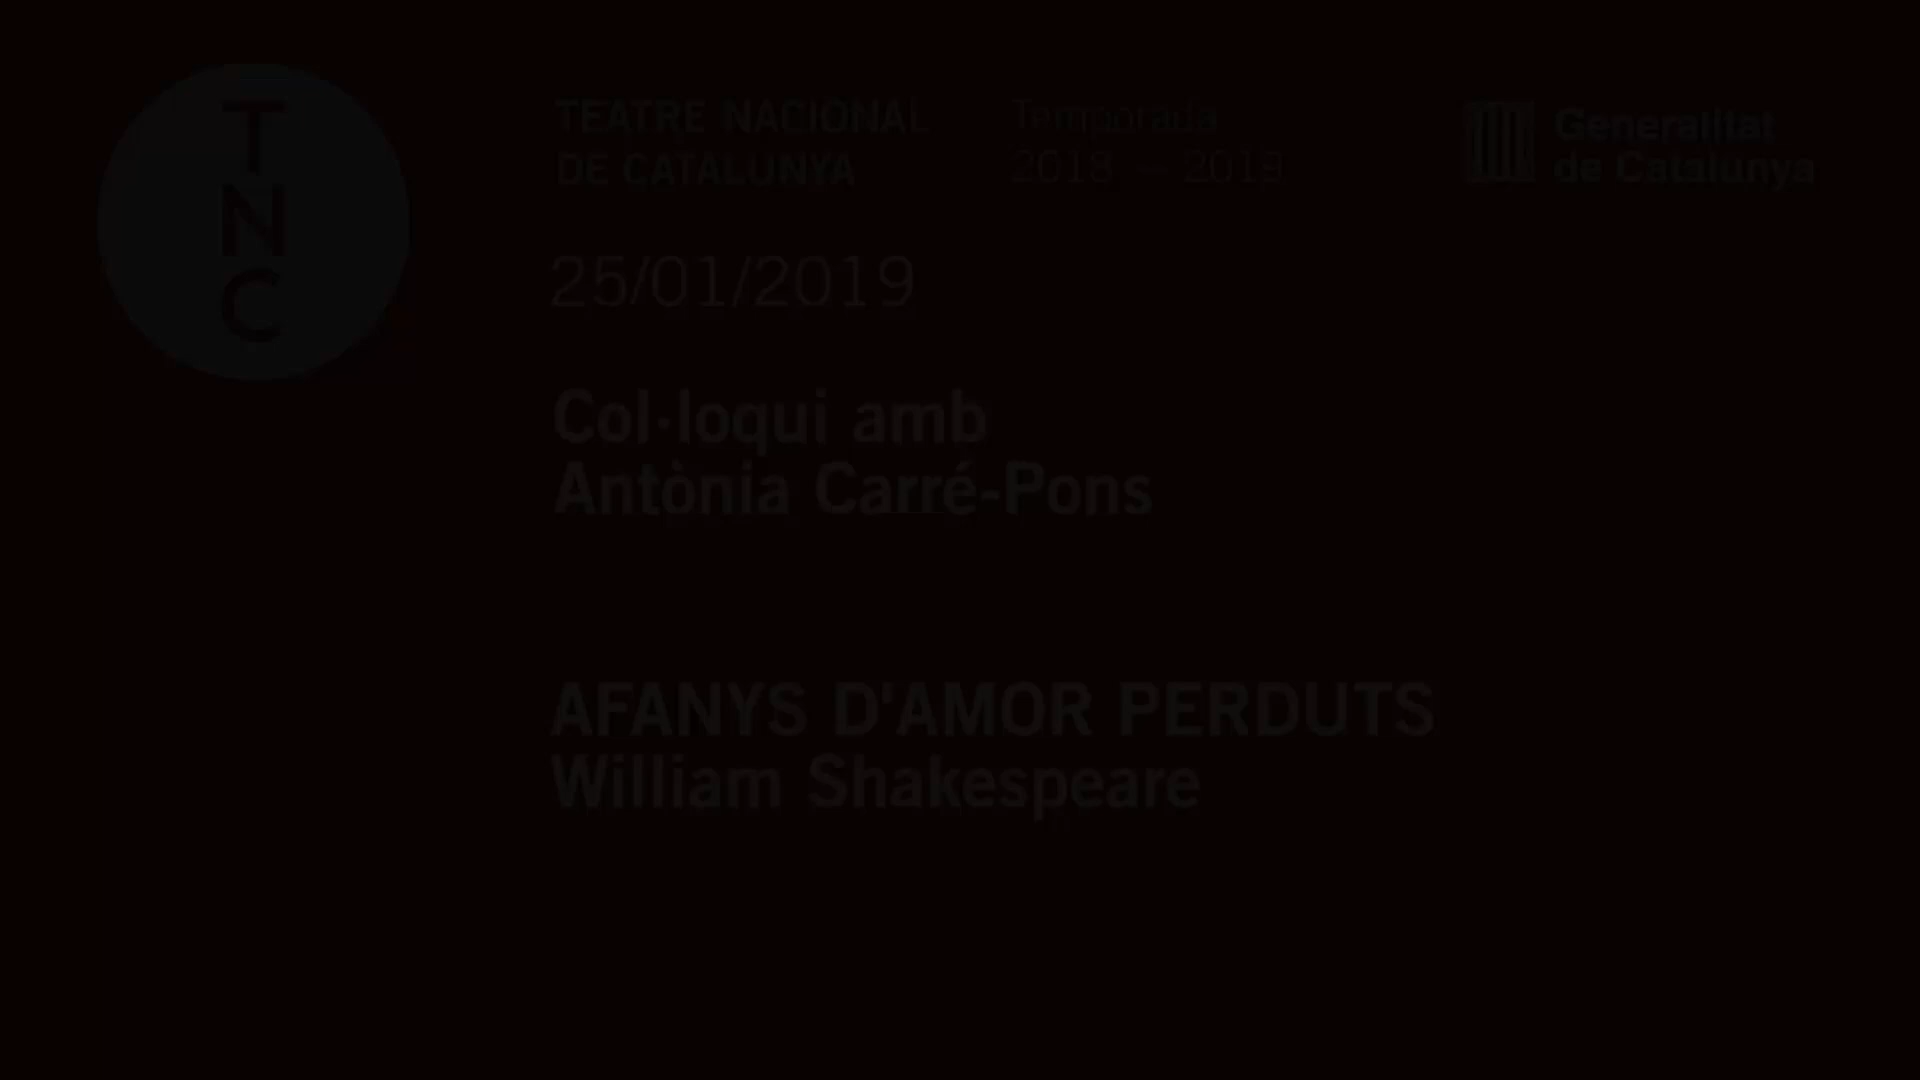 TNC
TEATRE NACIONAL
DE CATALUNYA
Temporada
2018 — 2019
Generalitat
de Catalunya
25/01/2019
Col·loqui amb
Antònia Carré-Pons
AFANYS D'AMOR PERDUTS
William Shakespeare